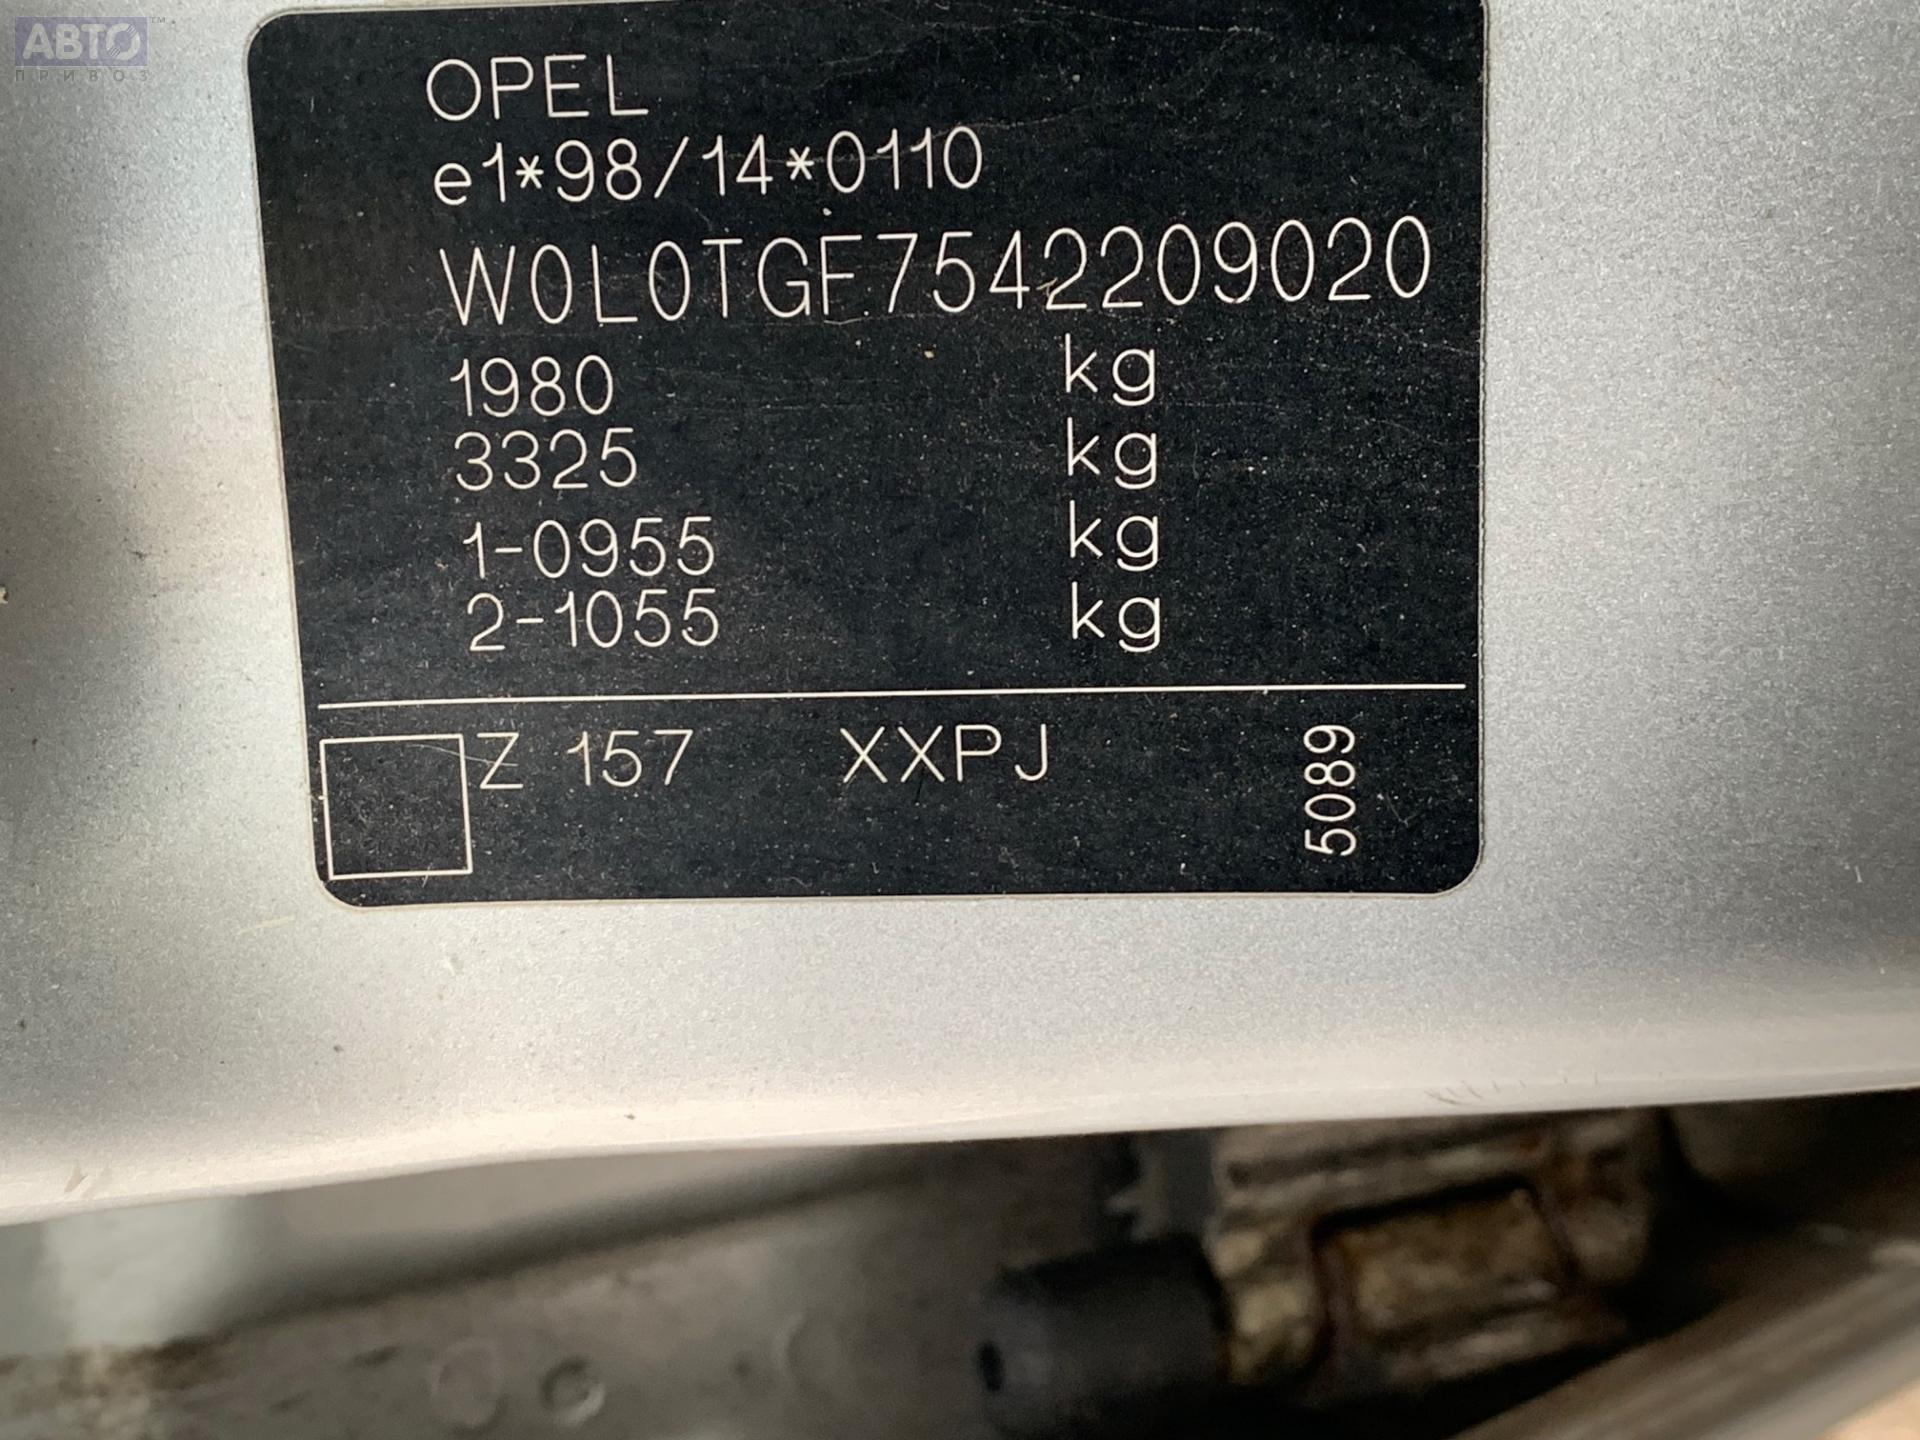 АВТО™
ПРИВОЗ
OPEL
e1*98/14*0110
W0L0TGF7542209020
1980 kg
3325 kg
1-0955 kg
2-1055 kg
Z 157 XXPJ
5089